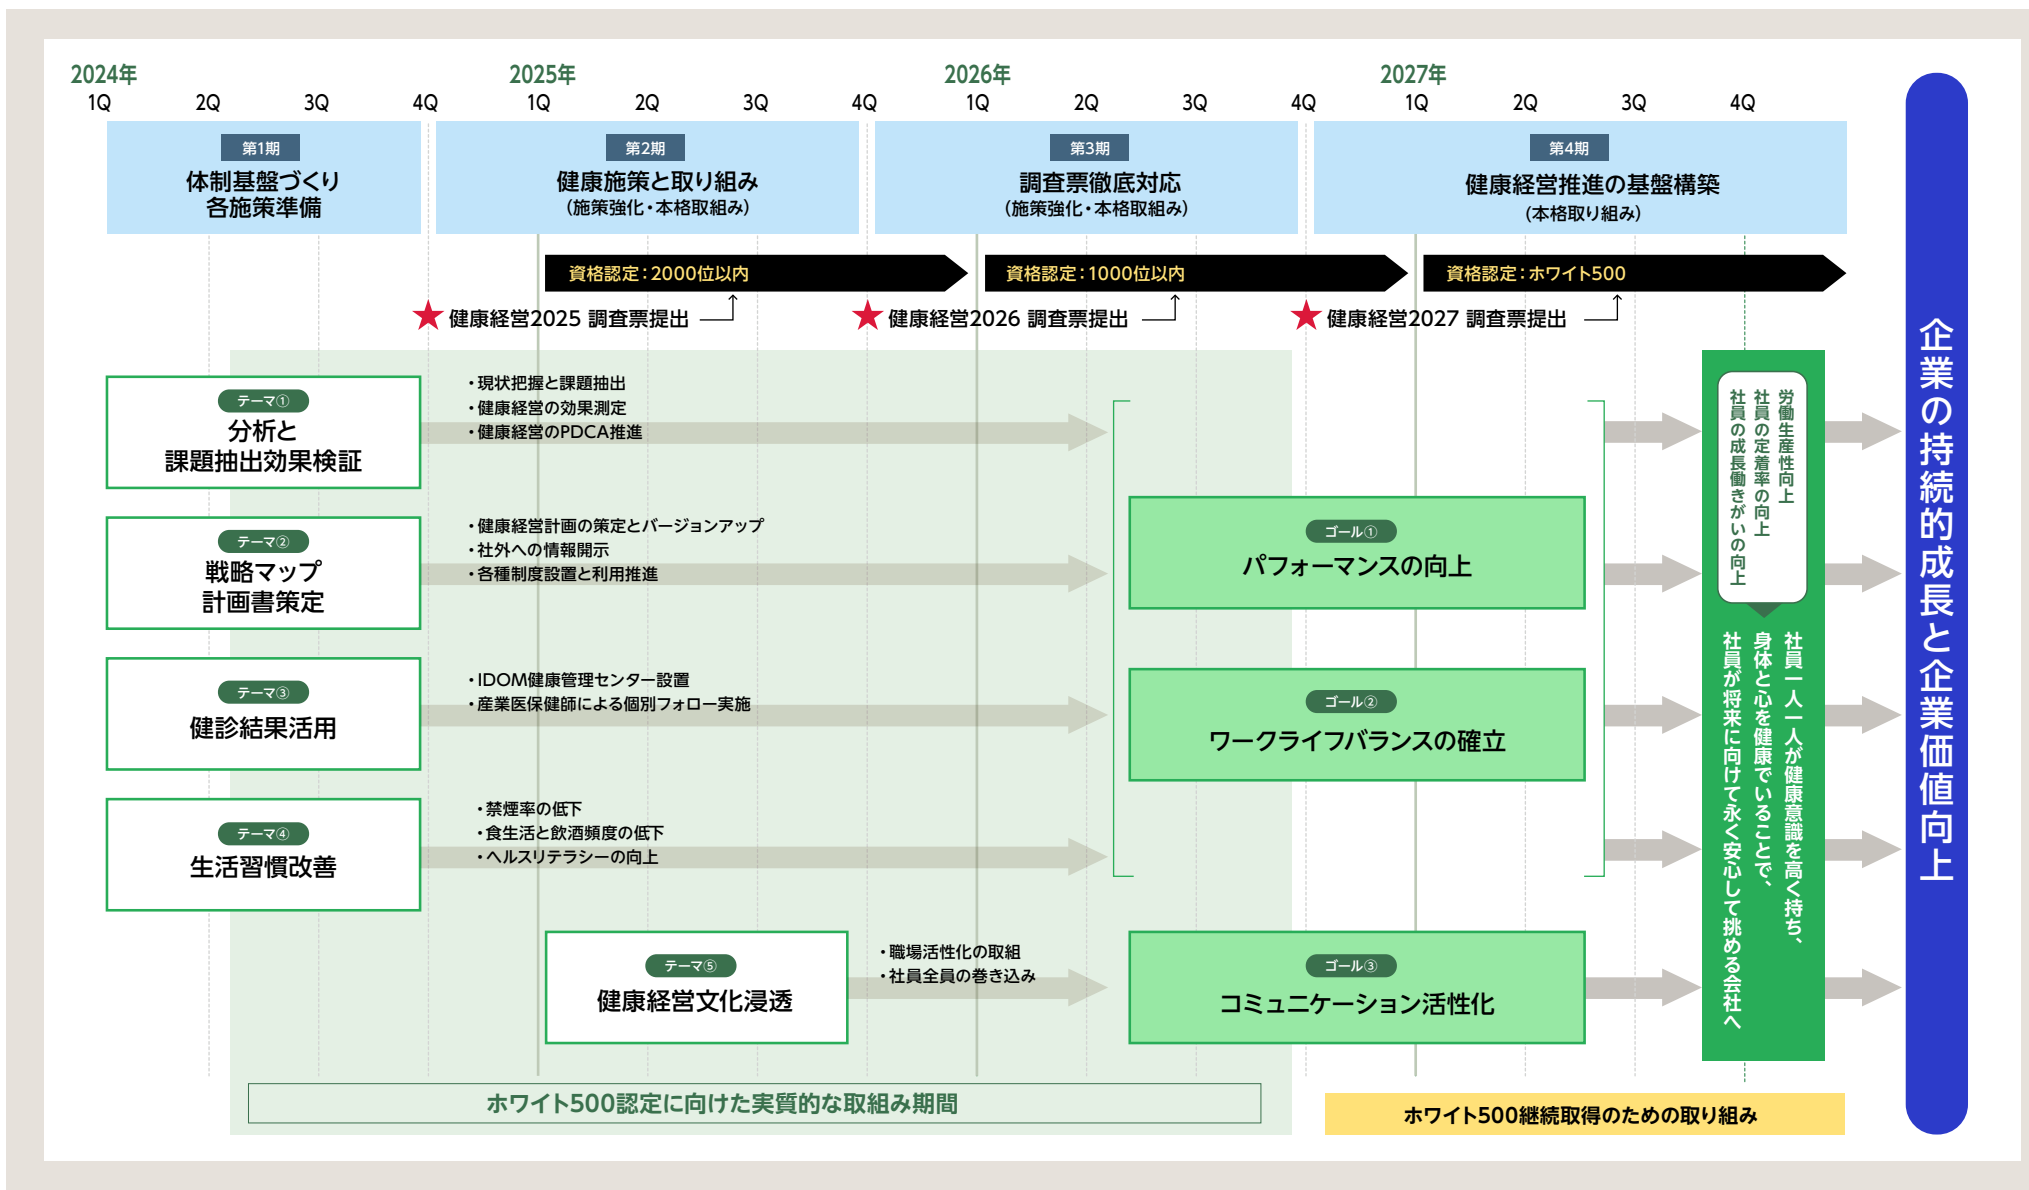 2024年
2025年
2026年
2027年
1Q
2Q
3Q
4Q
1Q
2Q
3Q
4Q
1Q
2Q
3Q
4Q
1Q
2Q
3Q
4Q
第1期
体制基盤づくり
各施策準備
第2期
健康施策と取り組み
(施策強化・本格取組み)
第3期
調査票徹底対応
(施策強化・本格取組み)
第4期
健康経営推進の基盤構築
(本格取り組み)
資格認定：2000位以内
資格認定：1000位以内
資格認定：ホワイト500
健康経営2025 調査票提出
健康経営2026 調査票提出
健康経営2027 調査票提出
テーマ①
分析と
課題抽出効果検証
・現状把握と課題抽出
・健康経営の効果測定
・健康経営のPDCA推進
テーマ②
戦略マップ
計画書策定
・健康経営計画の策定とバージョンアップ
・社外への情報開示
・各種制度設置と利用推進
テーマ③
健診結果活用
・IDOM健康管理センター設置
・産業医保健師による個別フォロー実施
テーマ④
生活習慣改善
・禁煙率の低下
・食生活と飲酒頻度の低下
・ヘルスリテラシーの向上
テーマ⑤
健康経営文化浸透
・職場活性化の取組
・社員全員の巻き込み
ゴール①
パフォーマンスの向上
ゴール②
ワークライフバランスの確立
ゴール③
コミュニケーション活性化
労働生産性向上
社員の定着率の向上
社員の成長働きがいの向上
社員一人一人が健康意識を高く持ち、
身体と心を健康でいることで、
社員が将来に向けて永く安心して挑める会社へ
企業の持続的成長と企業価値向上
ホワイト500認定に向けた実質的な取組み期間
ホワイト500継続取得のための取り組み